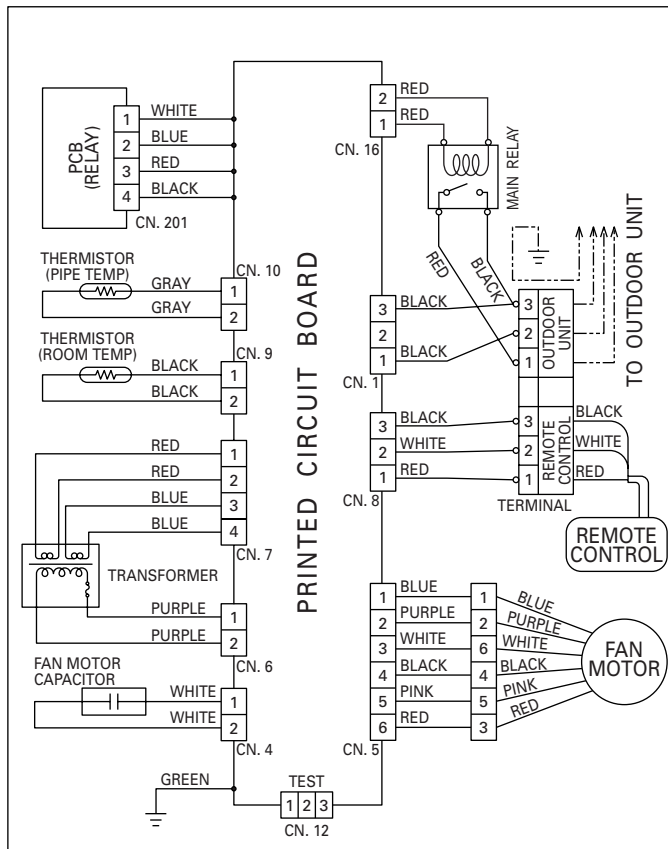 PCB
(RELAY)
1 WHITE
2 BLUE
3 RED
4 BLACK
CN. 201
THERMISTOR
(PIPE TEMP)
CN. 10
GRAY 1
GRAY 2
THERMISTOR
(ROOM TEMP)
CN. 9
BLACK 1
BLACK 2
RED 1
RED 2
BLUE 3
BLUE 4
CN. 7
TRANSFORMER
PURPLE 1
PURPLE 2
CN. 6
FAN MOTOR
CAPACITOR
WHITE 1
WHITE 2
CN. 4
GREEN
TEST
1 2 3
CN. 12
PRINTED CIRCUIT BOARD
2 RED
1 RED
CN. 16
MAIN RELAY
RED
BLACK
TO OUTDOOR UNIT
3 BLACK 3
2 2
1 BLACK 1
CN. 1
OUTDOOR
UNIT
3 BLACK 3 BLACK
2 WHITE 2 WHITE
1 RED 1 RED
CN. 8
REMOTE
CONTROL
TERMINAL
REMOTE
CONTROL
1 BLUE 1 BLUE
2 PURPLE 2 PURPLE
3 WHITE 6 WHITE
4 BLACK 4 BLACK
5 PINK 5 PINK
6 RED 3 RED
CN. 5
FAN
MOTOR